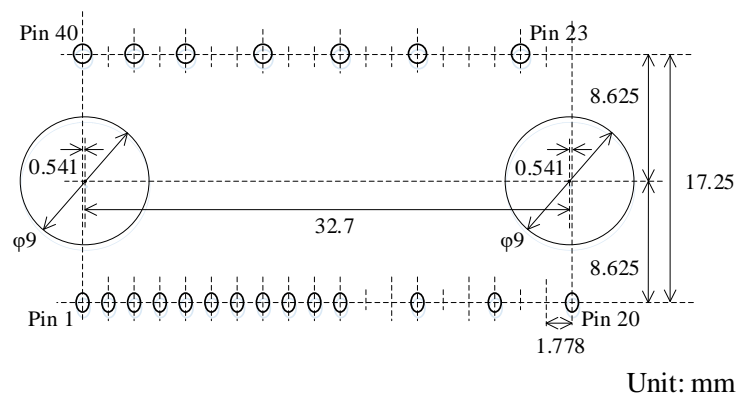 Pin 40
Pin 23
8.625
0.541
0.541
17.25
32.7
φ9
φ9
8.625
Pin 1
Pin 20
1.778
Unit: mm